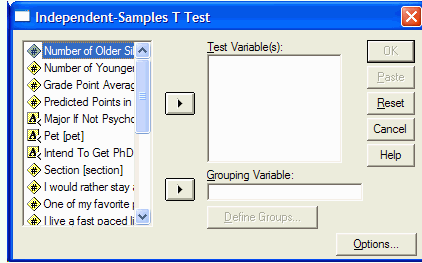 Independent-Samples T Test
Number of Older Sil
Number of Younger
Grade Point Averag
Predicted Points in
Major If Not Psycho
Pet [pet]
Intend To Get PhD
Section [section]
I would rather stay a
One of my favorite p
I live a fast paced li
Test Variable(s):
Grouping Variable:
Define Groups...
OK
Paste
Reset
Cancel
Help
Options...